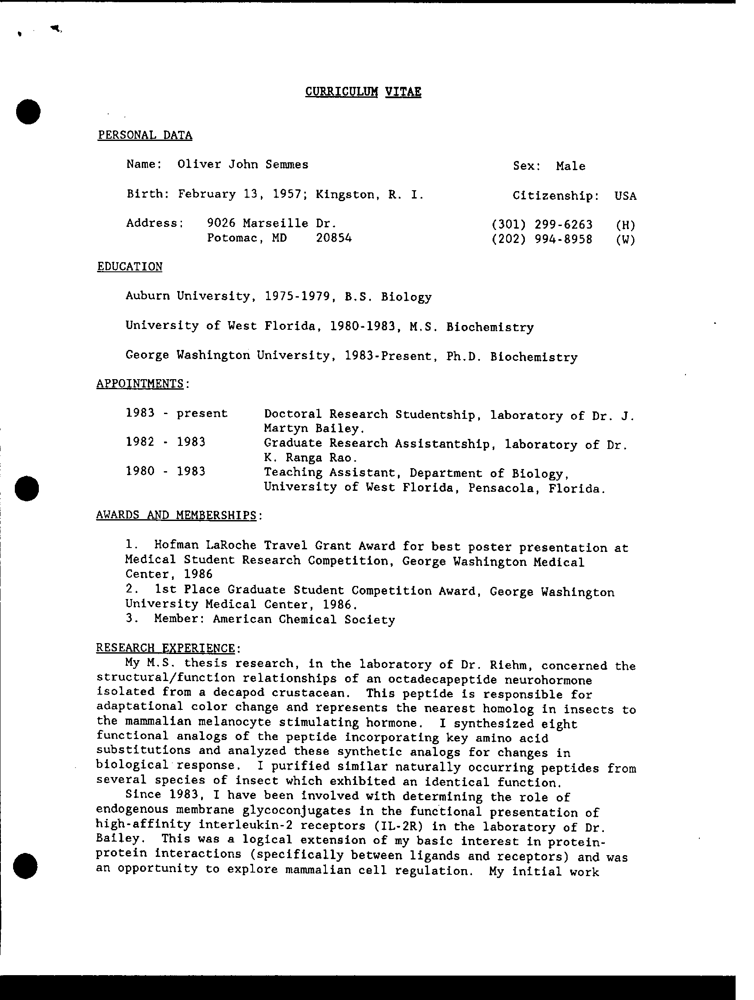 CURRICULUM VITAE
PERSONAL DATA
Name: Oliver John Semmes Sex: Male
Birth: February 13, 1957; Kingston, R. I. Citizenship: USA
Address: 9026 Marseille Dr. (301) 299-6263 (H)
Potomac, MD 20854 (202) 994-8958 (W)
EDUCATION
Auburn University, 1975-1979, B.S. Biology
University of West Florida, 1980-1983, M.S. Biochemistry
George Washington University, 1983-Present, Ph.D. Biochemistry
APPOINTMENTS:
1983 - present Doctoral Research Studentship, laboratory of Dr. J.
Martyn Bailey.
1982 - 1983 Graduate Research Assistantship, laboratory of Dr.
K. Ranga Rao.
1980 - 1983 Teaching Assistant, Department of Biology,
University of West Florida, Pensacola, Florida.
AWARDS AND MEMBERSHIPS:
1. Hofman LaRoche Travel Grant Award for best poster presentation at
Medical Student Research Competition, George Washington Medical
Center, 1986
2. 1st Place Graduate Student Competition Award, George Washington
University Medical Center, 1986.
3. Member: American Chemical Society
RESEARCH EXPERIENCE:
My M.S. thesis research, in the laboratory of Dr. Riehm, concerned the
structural/function relationships of an octadecapeptide neurohormone
isolated from a decapod crustacean. This peptide is responsible for
adaptational color change and represents the nearest homolog in insects to
the mammalian melanocyte stimulating hormone. I synthesized eight
functional analogs of the peptide incorporating key amino acid
substitutions and analyzed these synthetic analogs for changes in
biological response. I purified similar naturally occurring peptides from
several species of insect which exhibited an identical function.
Since 1983, I have been involved with determining the role of
endogenous membrane glycoconjugates in the functional presentation of
high-affinity interleukin-2 receptors (IL-2R) in the laboratory of Dr.
Bailey. This was a logical extension of my basic interest in protein-
protein interactions (specifically between ligands and receptors) and was
an opportunity to explore mammalian cell regulation. My initial work